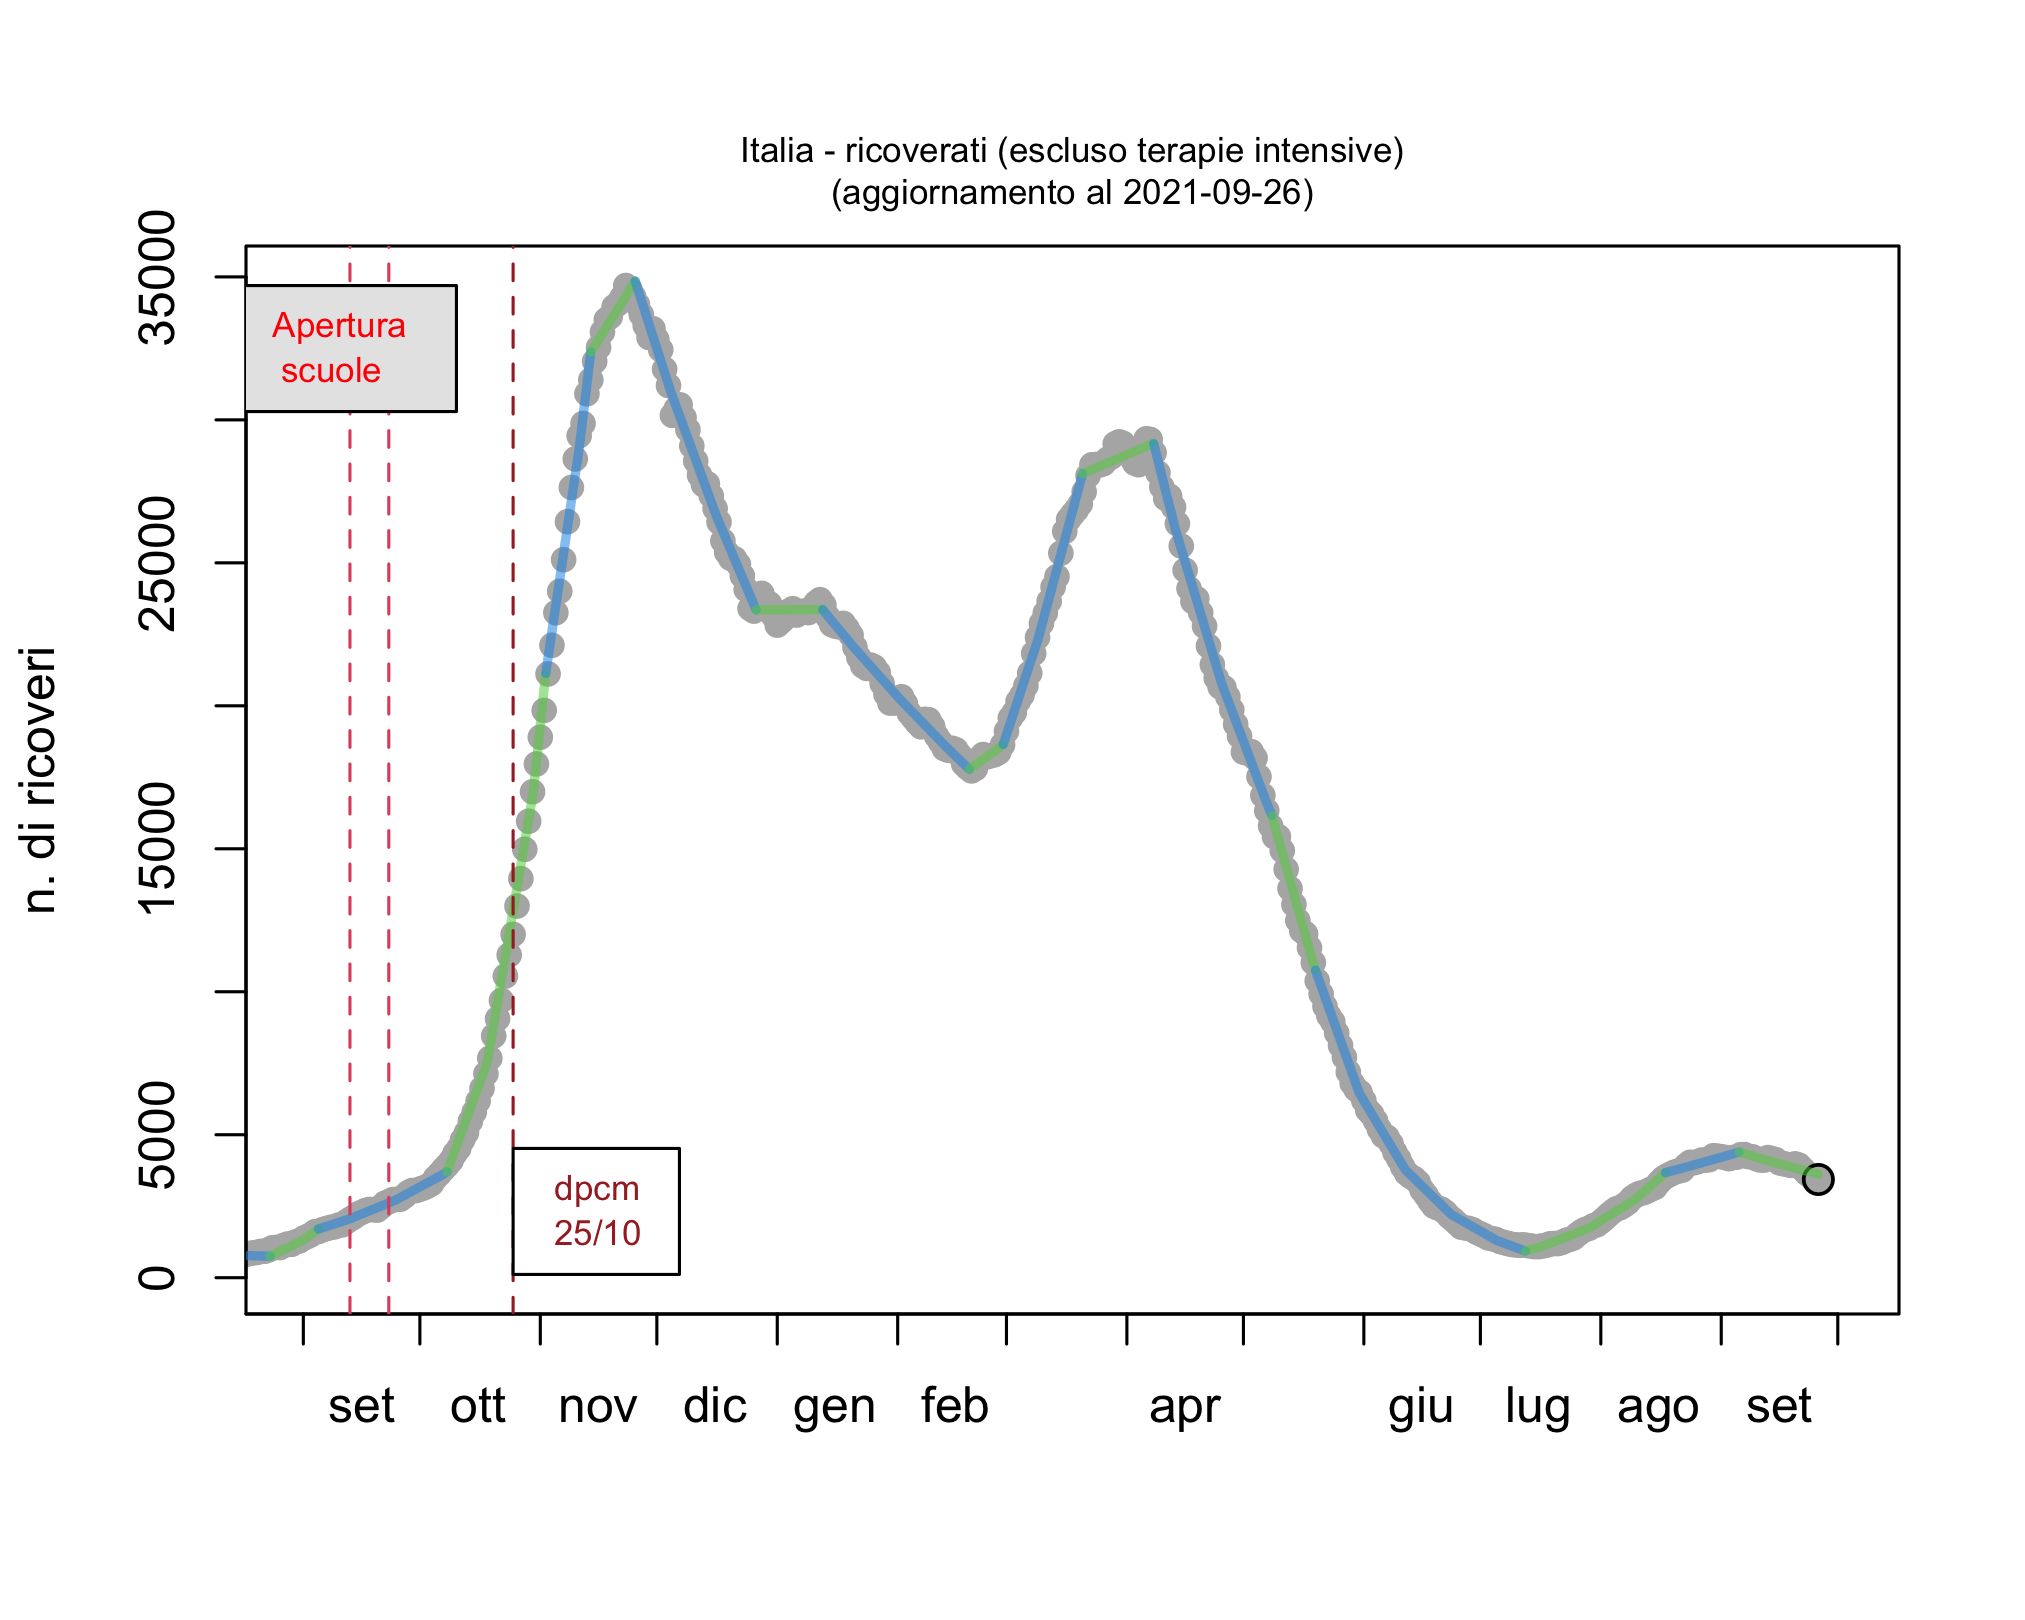 Italia - ricoverati (escluso terapie intensive)
(aggiornamento al 2021-09-26)
n. di ricoveri
35000
25000
15000
5000
0
Apertura
scuole
dpcm
25/10
set ott nov dic gen feb apr giu lug ago set